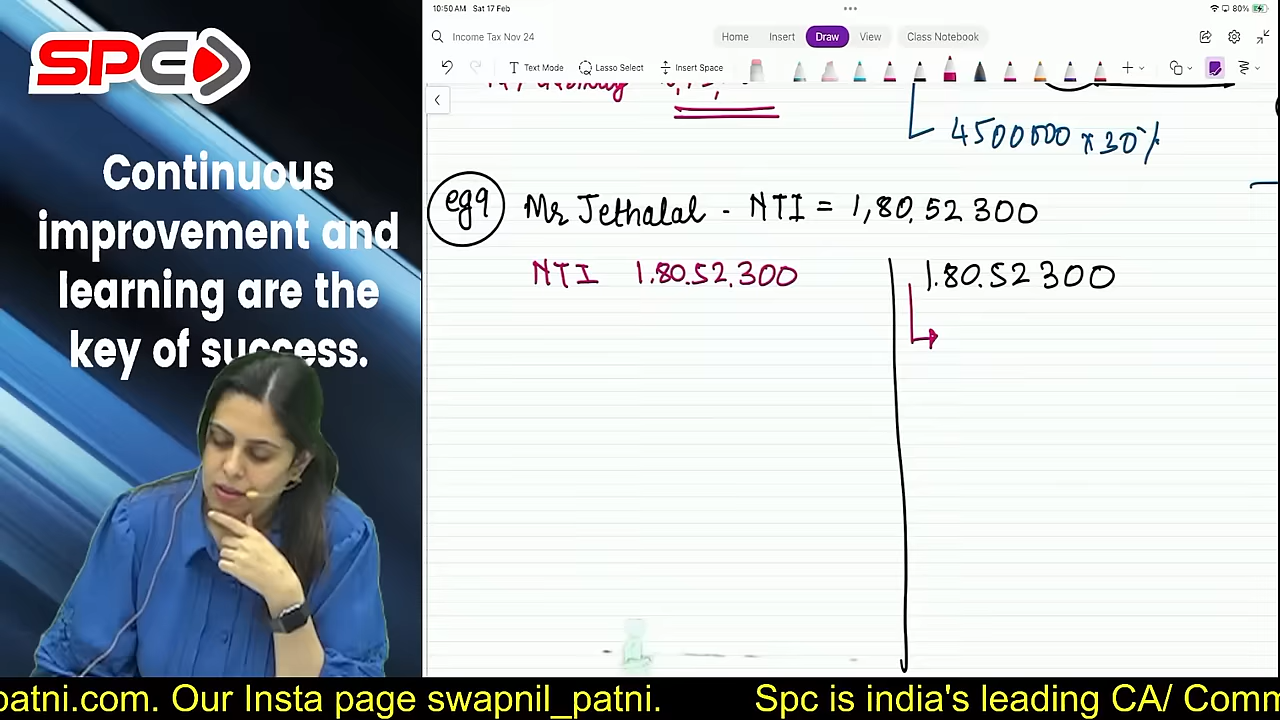 SPC
Continuous
improvement and
learning are the
key of success.
10:50 AM Sat 17 Feb
80%
Income Tax Nov 24
Home Insert Draw View Class Notebook
Text Mode Lasso Select Insert Space
4500000 x 30%
eg 9 Mr Jethalal - NTI = 1,80,52 300
NTI 1.80.52.300
1.80.52 300
patni.com. Our Insta page swapnil_patni. Spc is india's leading CA/ Comm